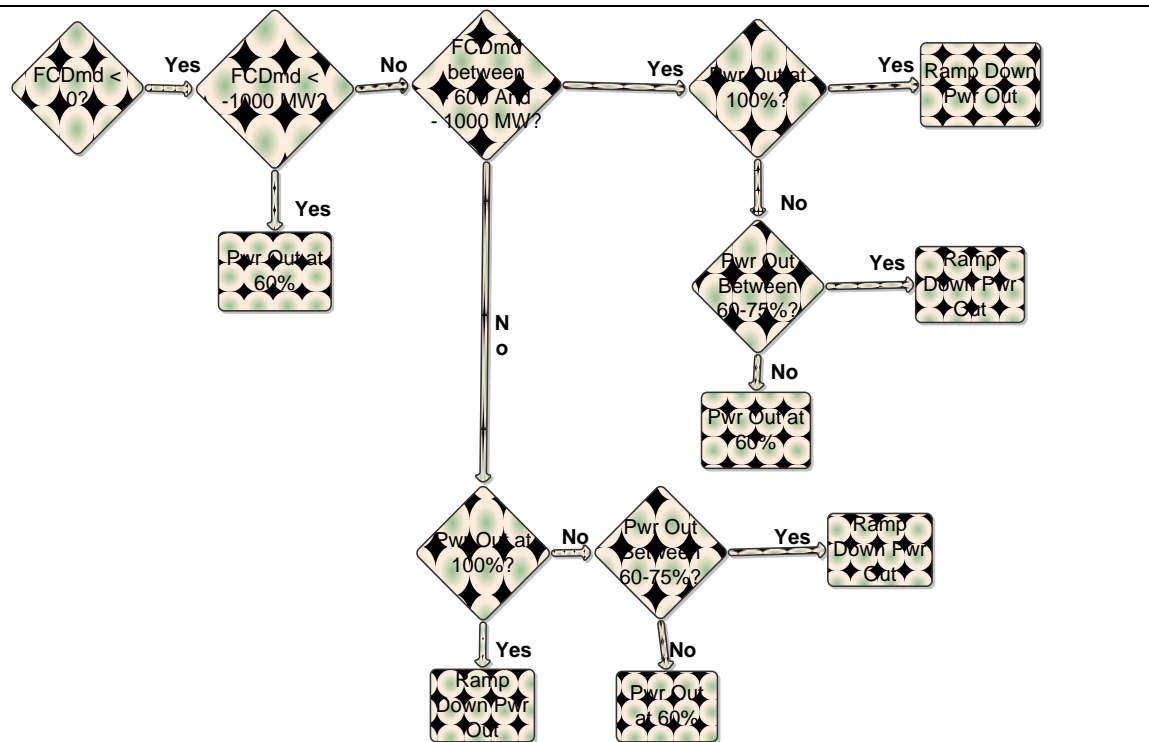 FCDmd <
0?
Yes
FCDmd <
-1000 MW?
No
FCDmd
between
- 600 And
- 1000 MW?
Yes
Pwr Out at
100%?
Yes
Ramp Down
Pwr Out
Yes
Pwr Out at
60%
No
Pwr Out
Between
60-75%?
Yes
Ramp
Down Pwr
Out
No
Pwr Out at
60%
N
o
Pwr Out at
100%?
No
Pwr Out
Between
60-75%?
Yes
Ramp
Down Pwr
Out
Yes
Ramp
Down Pwr
Out
No
Pwr Out
at 60%